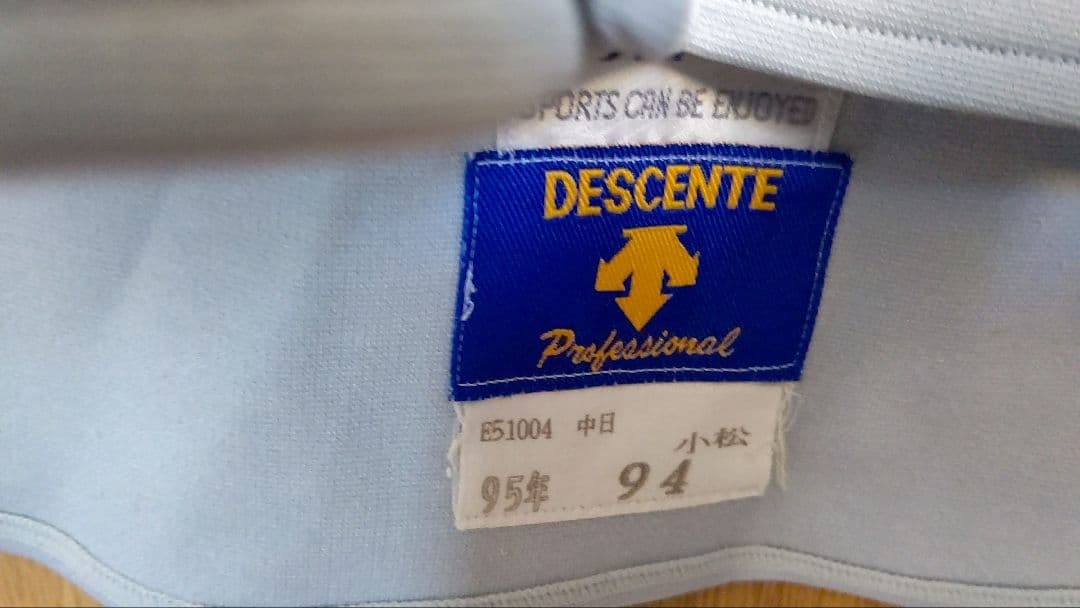 SPORTS CAN BE ENJOYED
DESCENTE
Professional
E51004 中日
小松
95年 94